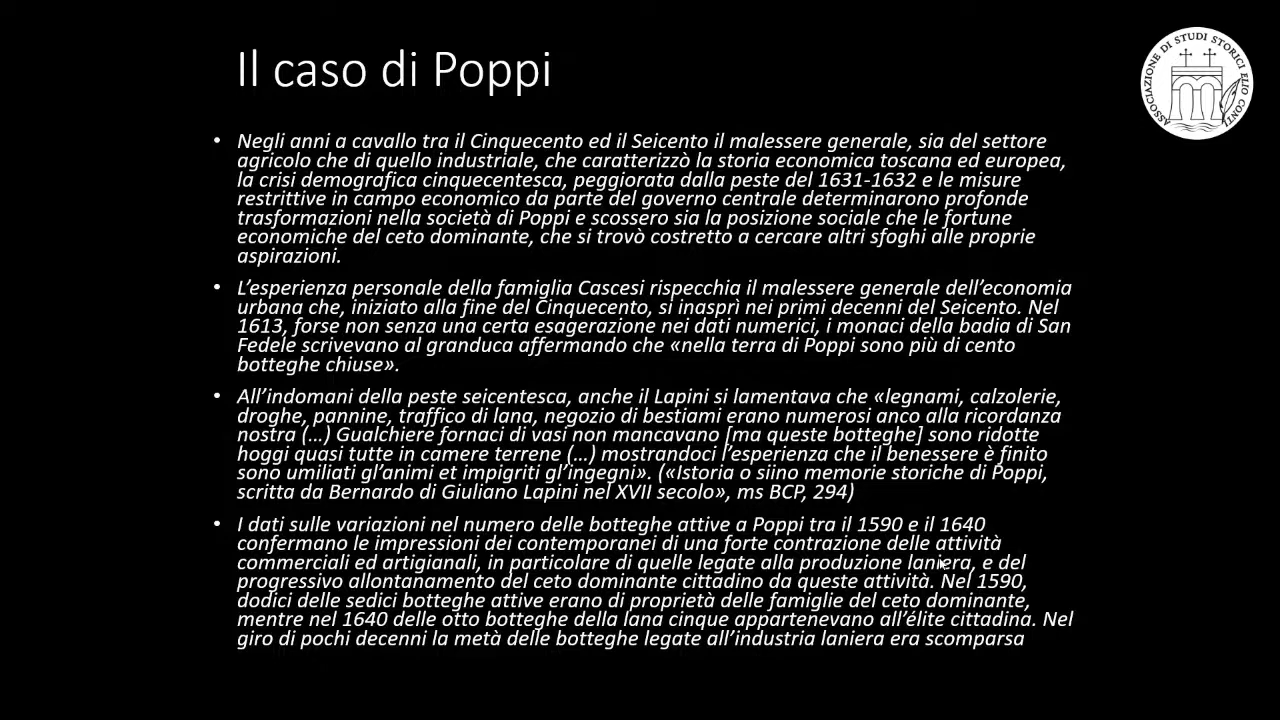 Il caso di Poppi
ASSOCIAZIONE DI STUDI STORICI ELIO CONTI
• Negli anni a cavallo tra il Cinquecento ed il Seicento il malessere generale, sia del settore
agricolo che di quello industriale, che caratterizzò la storia economica toscana ed europea,
la crisi demografica cinquecentesca, peggiorata dalla peste del 1631-1632 e le misure
restrittive in campo economico da parte del governo centrale determinarono profonde
trasformazioni nella società di Poppi e scossero sia la posizione sociale che le fortune
economiche del ceto dominante, che si trovò costretto a cercare altri sfoghi alle proprie
aspirazioni.
• L’esperienza personale della famiglia Cascesi rispecchia il malessere generale dell’economia
urbana che, iniziato alla fine del Cinquecento, si inasprì nei primi decenni del Seicento. Nel
1613, forse non senza una certa esagerazione nei dati numerici, i monaci della badia di San
Fedele scrivevano al granduca affermando che «nella terra di Poppi sono più di cento
botteghe chiuse».
• All’indomani della peste seicentesca, anche il Lapini si lamentava che «legnami, calzolerie,
droghe, pannine, traffico di lana, negozio di bestiami erano numerosi anco alla ricordanza
nostra (…) Gualchiere fornaci di vasi non mancavano [ma queste botteghe] sono ridotte
hoggi quasi tutte in camere terrene (…) mostrandoci l’esperienza che il benessere è finito
sono umiliati gl’animi et impigriti gl’ingegni». («Istoria o siino memorie storiche di Poppi,
scritta da Bernardo di Giuliano Lapini nel XVII secolo», ms BCP, 294)
• I dati sulle variazioni nel numero delle botteghe attive a Poppi tra il 1590 e il 1640
confermano le impressioni dei contemporanei di una forte contrazione delle attività
commerciali ed artigianali, in particolare di quelle legate alla produzione laniera, e del
progressivo allontanamento del ceto dominante cittadino da queste attività. Nel 1590,
dodici delle sedici botteghe attive erano di proprietà delle famiglie del ceto dominante,
mentre nel 1640 delle otto botteghe della lana cinque appartenevano all’élite cittadina. Nel
giro di pochi decenni la metà delle botteghe legate all’industria laniera era scomparsa